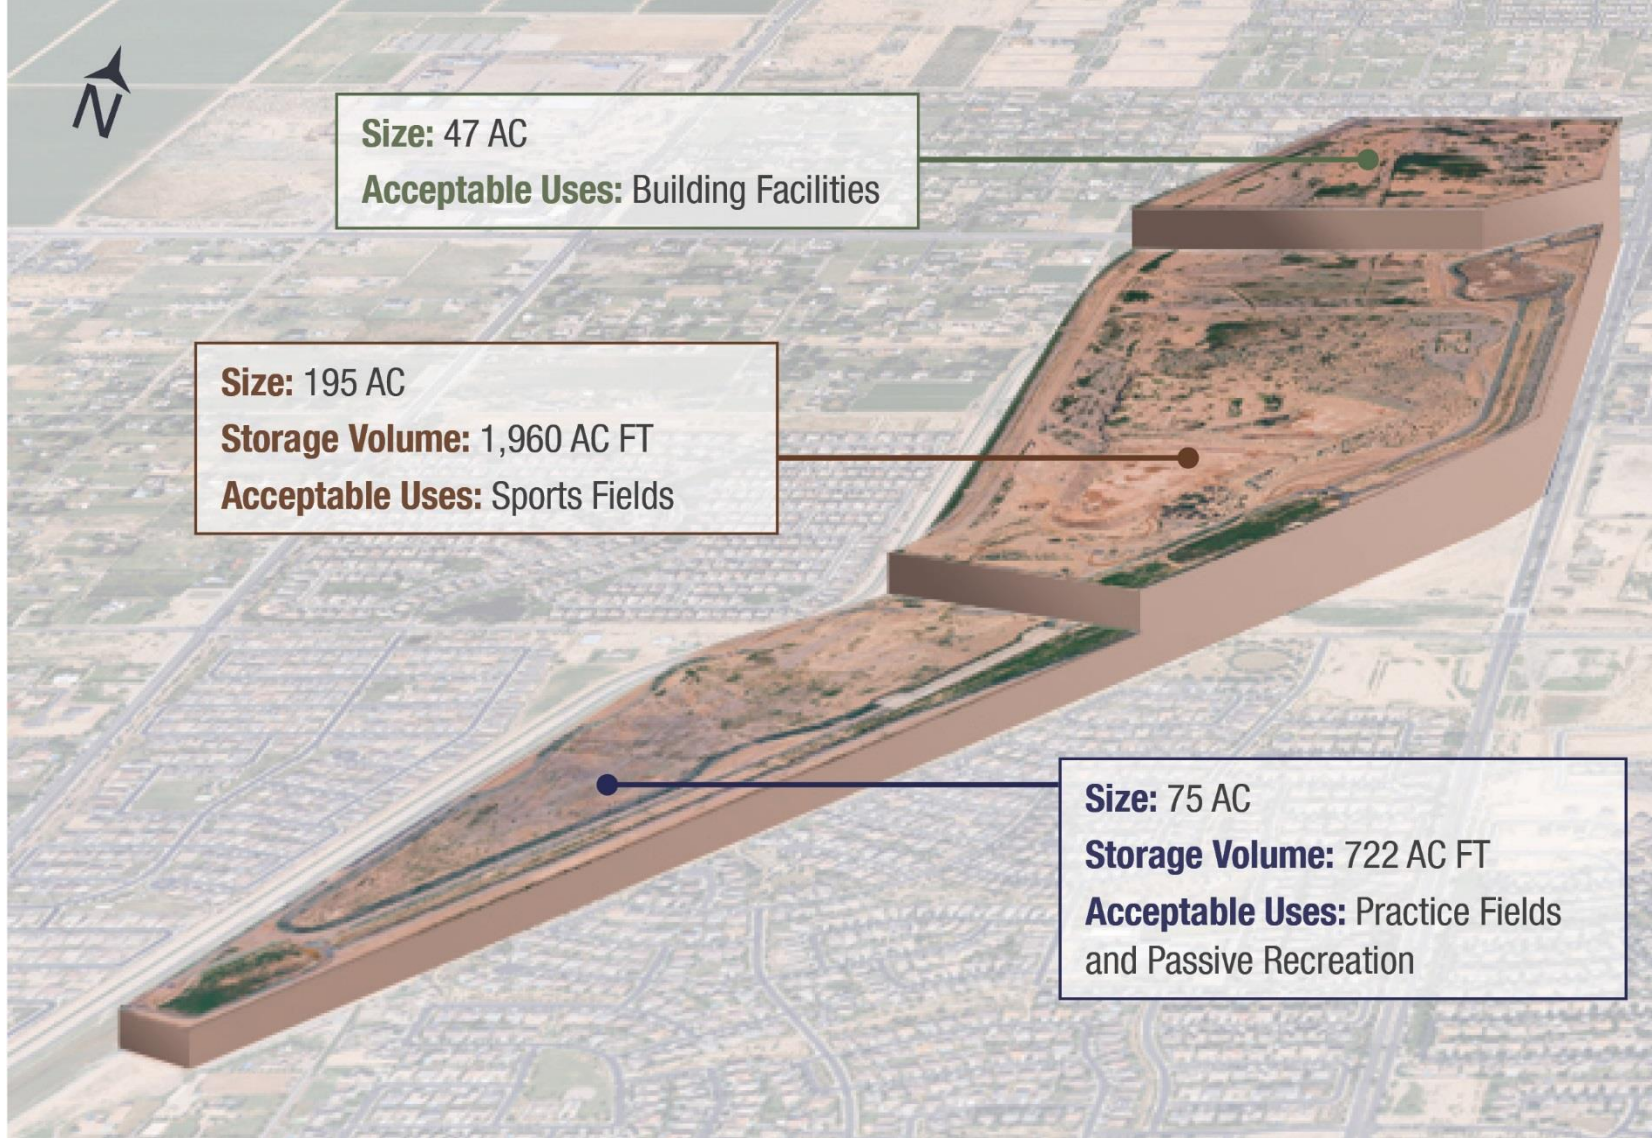 N
Size: 47 AC
Acceptable Uses: Building Facilities
Size: 195 AC
Storage Volume: 1,960 AC FT
Acceptable Uses: Sports Fields
Size: 75 AC
Storage Volume: 722 AC FT
Acceptable Uses: Practice Fields
and Passive Recreation